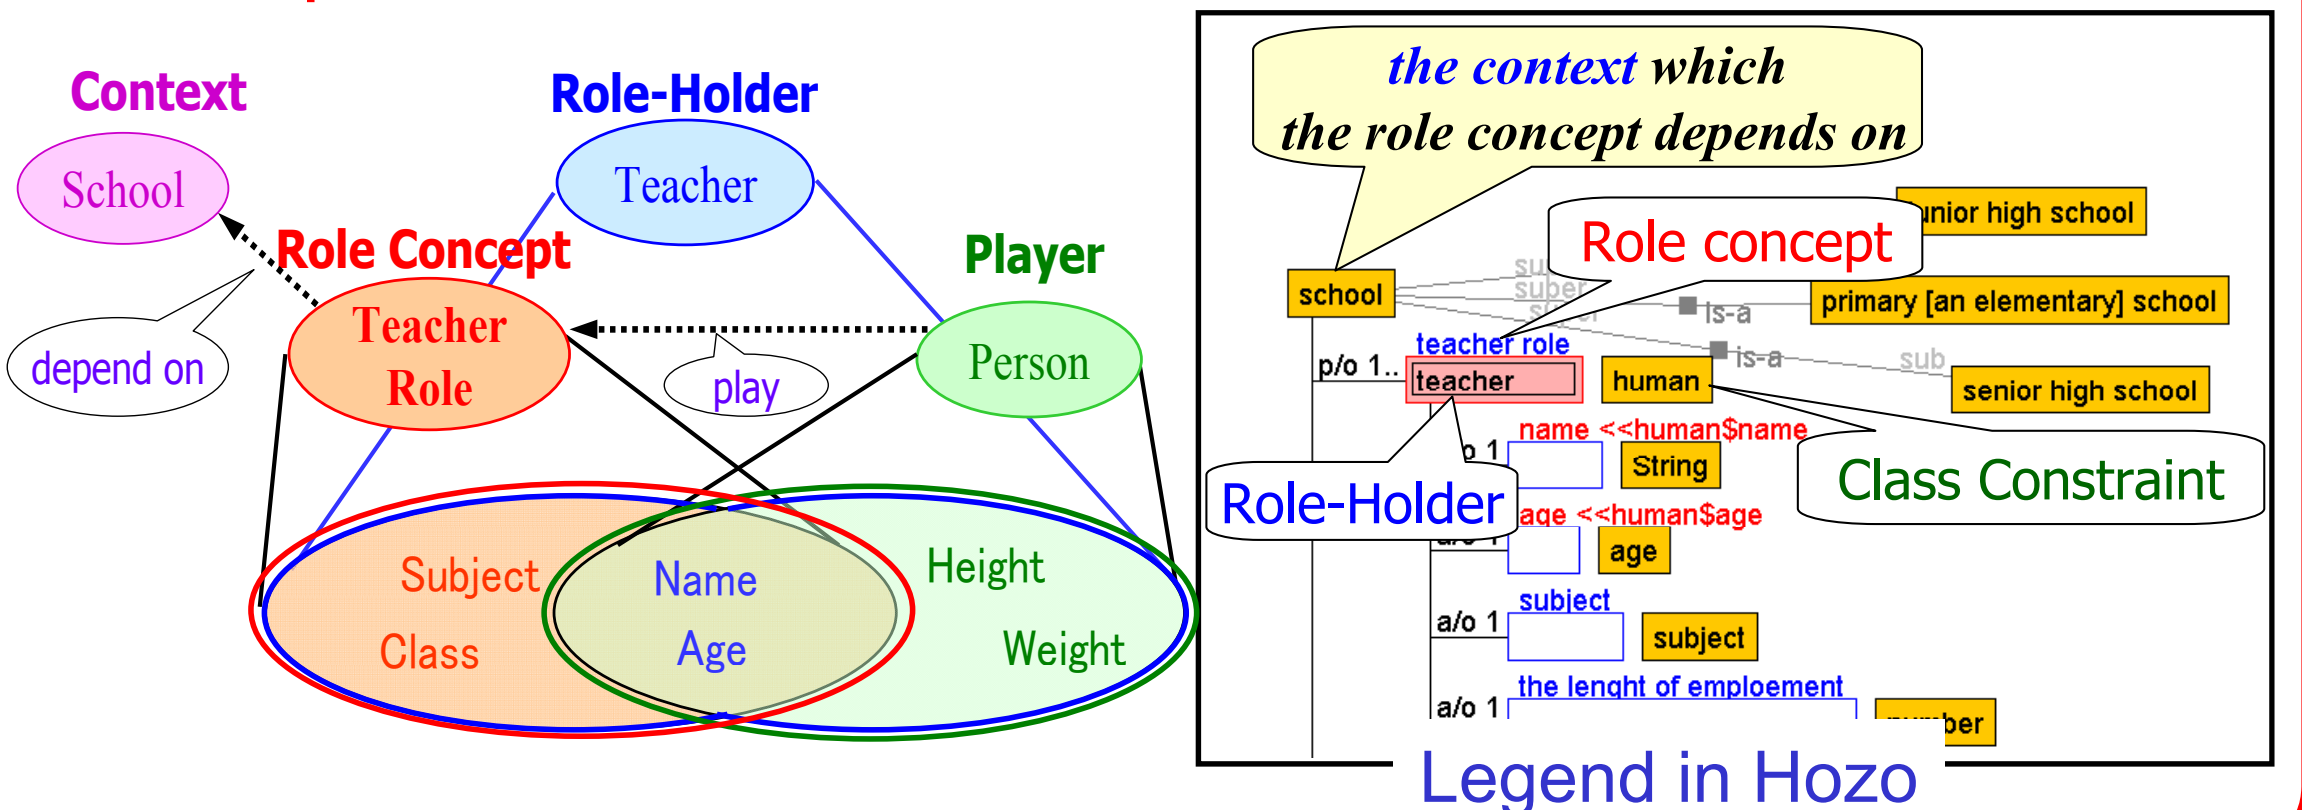 Context
School
Role-Holder
Teacher
Role Concept
Teacher
Role
Player
Person
depend on
play
Subject
Class
Name
Age
Height
Weight
the context which
the role concept depends on
Role concept
junior high school
school
super
is-a
primary [an elementary] school
is-a
sub
senior high school
teacher role
p/o 1..
teacher
human
name <<human$name
String
Role-Holder
Class Constraint
age <<human$age
a/o 1
age
subject
a/o 1
subject
the lenght of emploement
a/o 1
Legend in Hozo